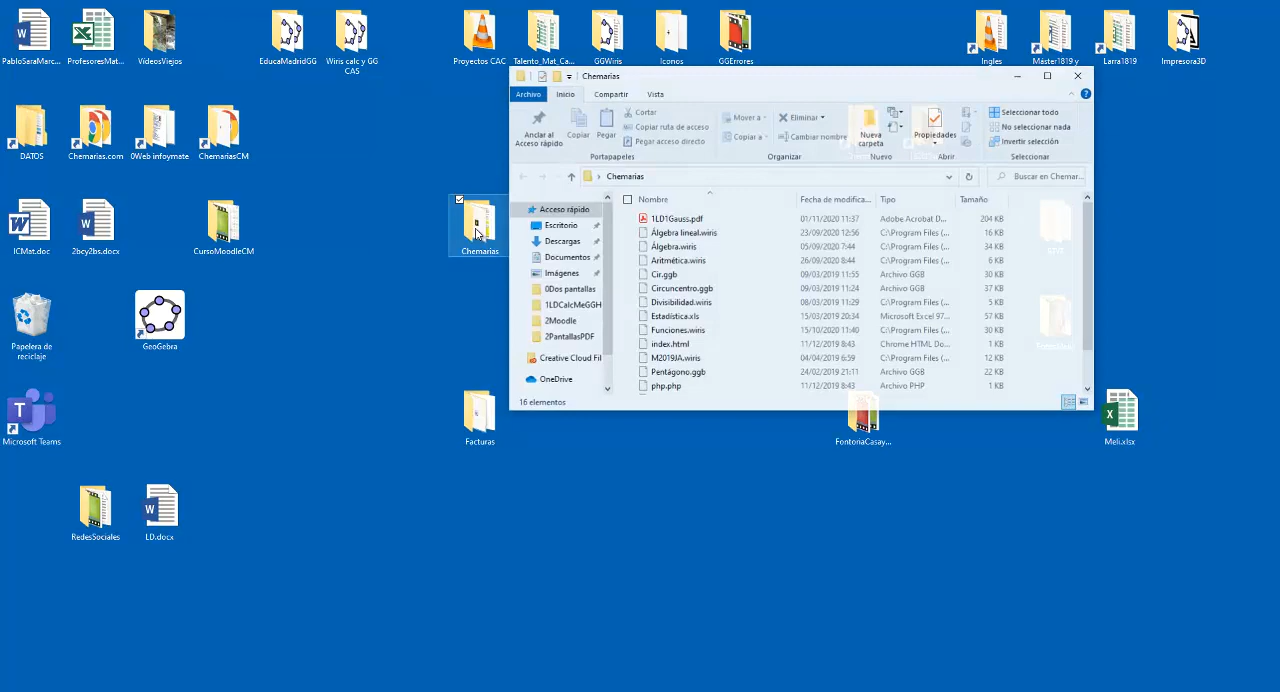 PabloSaraMarc...
ProfesoresMat...
VídeosViejos
EducaMadridGG
Wiris calc y GG
CAS
Proyectos CAC
Talento_Mat_Ca...
GGWiris
Iconos
GGErrores
Ingles
Máster1819 y
Larra1819
Impresora3D
DATOS
Chemarias.com
0Web infoymate
ChemariasCM
ICMat.doc
2bcy2bs.docx
CursoMoodleCM
Chemarias
Papelera de
reciclaje
GeoGebra
Microsoft Teams
Facturas
FontoriaCasay...
Meli.xlsx
RedesSociales
LD.docx
Chemarias
Archivo
Inicio
Compartir
Vista
Anclar al
Acceso rápido
Copiar
Pegar
Cortar
Copiar ruta de acceso
Pegar acceso directo
Portapapeles
Mover a
Copiar a
Eliminar
Cambiar nombre
Organizar
Nueva
carpeta
Nuevo
Propiedades
Abrir
Seleccionar todo
No seleccionar nada
Invertir selección
Seleccionar
Chemarias
Buscar en Chemar...
Acceso rápido
Escritorio
Descargas
Documentos
Imágenes
0Dos pantallas
1LDCalcMeGGH
2Moodle
2PantallasPDF
Creative Cloud Fil
OneDrive
Nombre Fecha de modifica... Tipo Tamaño
1LD1Gauss.pdf 01/11/2020 11:37 Adobe Acrobat D... 204 KB
Álgebra lineal.wiris 23/09/2020 12:56 C:\Program Files (... 16 KB
Álgebra.wiris 05/09/2020 7:44 C:\Program Files (... 34 KB
Aritmética.wiris 26/09/2020 8:44 C:\Program Files (... 6 KB
Cir.ggb 09/03/2019 11:55 Archivo GGB 30 KB
Circuncentro.ggb 09/03/2019 11:24 Archivo GGB 37 KB
Divisibilidad.wiris 08/03/2019 11:29 C:\Program Files (... 5 KB
Estadística.xls 15/03/2019 20:34 Microsoft Excel 97... 57 KB
Funciones.wiris 15/10/2020 11:40 C:\Program Files (... 30 KB
index.html 11/12/2019 8:43 Chrome HTML Do... 1 KB
M2019JA.wiris 04/04/2019 6:59 C:\Program Files (... 12 KB
Pentágono.ggb 24/02/2019 21:11 Archivo GGB 22 KB
php.php 11/12/2019 8:43 Archivo PHP 1 KB
16 elementos